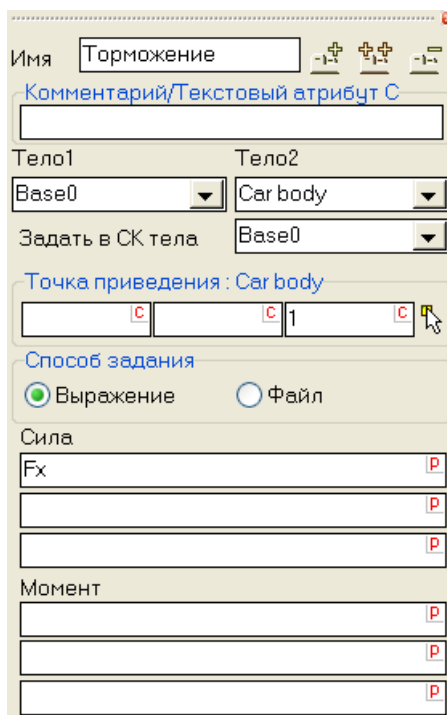 Имя Торможение
Комментарий/Текстовый атрибут C
Тело1 Тело2
Base0 Car body
Задать в СК тела Base0
Точка приведения : Car body
C C 1 C
Способ задания
Выражение Файл
Сила
Fx P
P
P
Момент
P
P
P